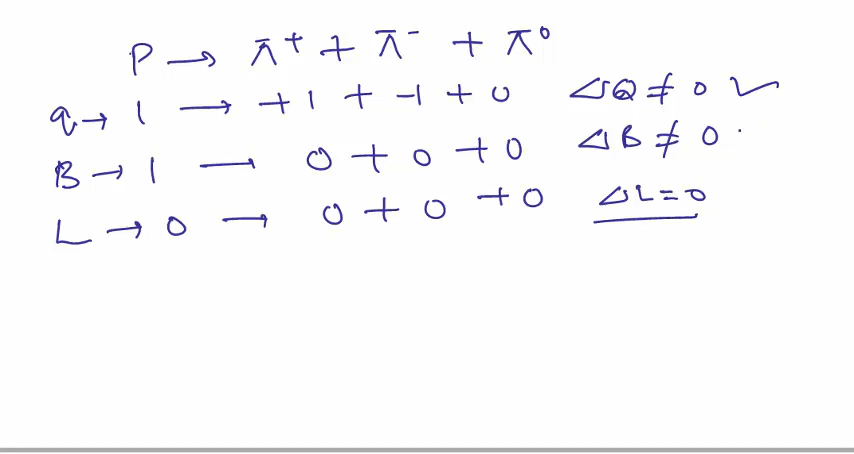 P → π⁺ + π⁻ + π⁰
q → 1 → +1 + -1 + 0 ΔQ ≠ 0 ✓
B → 1 — 0 + 0 + 0 ΔB ≠ 0 .
L → 0 → 0 + 0 + 0 ΔL = 0